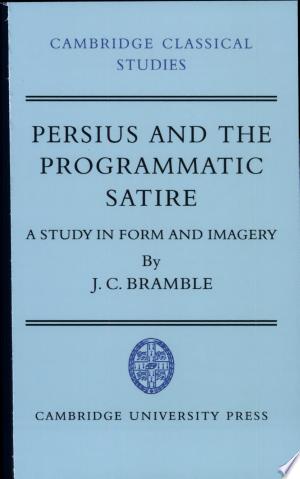 CAMBRIDGE CLASSICAL
STUDIES
PERSIUS AND THE
PROGRAMMATIC
SATIRE
A STUDY IN FORM AND IMAGERY
By
J. C. BRAMBLE
CAMBRIDGE UNIVERSITY PRESS